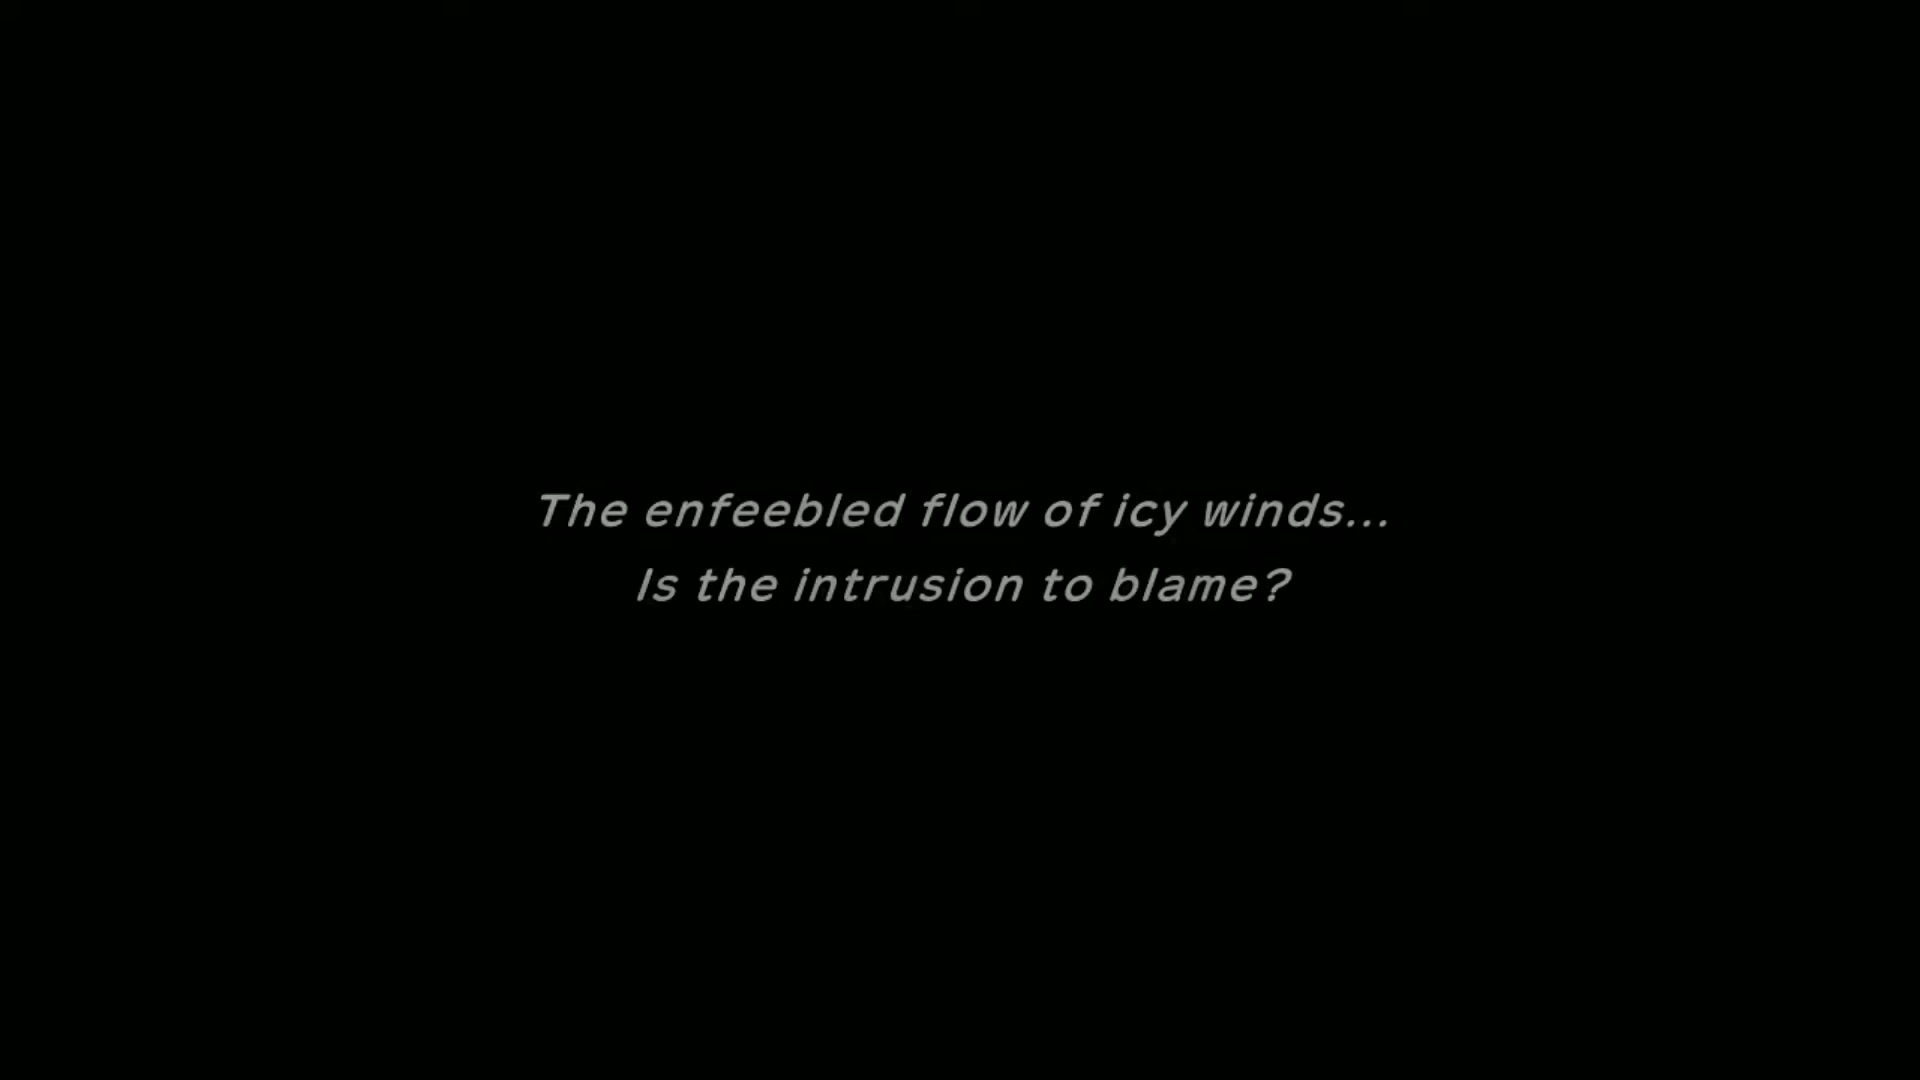 The enfeebled flow of icy winds...
Is the intrusion to blame?